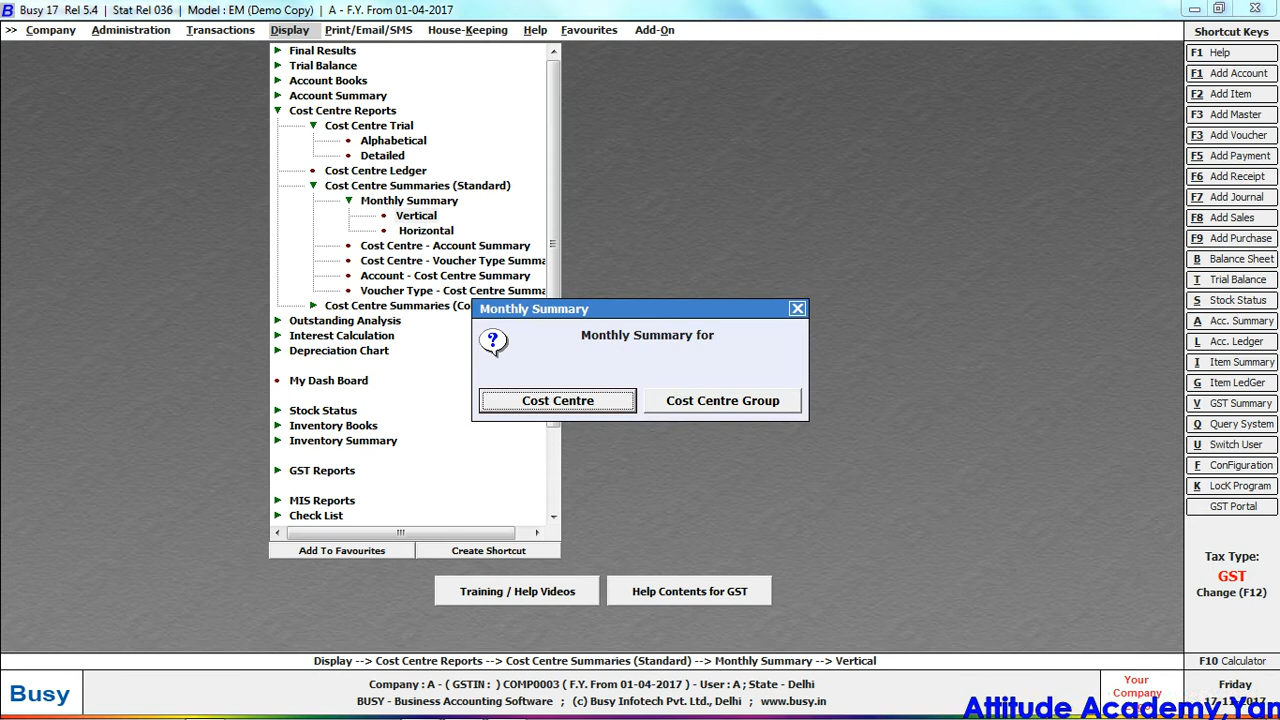 Busy 17 Rel 5.4 | Stat Rel 036 | Model : EM (Demo Copy) | A - F.Y. From 01-04-2017
>> Company Administration Transactions Display Print/Email/SMS House-Keeping Help Favourites Add-On
Final Results
Trial Balance
Account Books
Account Summary
Cost Centre Reports
Cost Centre Trial
Alphabetical
Detailed
Cost Centre Ledger
Cost Centre Summaries (Standard)
Monthly Summary
Vertical
Horizontal
Cost Centre - Account Summary
Cost Centre - Voucher Type Summa
Account - Cost Centre Summary
Voucher Type - Cost Centre Summa
Cost Centre Summaries (Co
Outstanding Analysis
Interest Calculation
Depreciation Chart
My Dash Board
Stock Status
Inventory Books
Inventory Summary
GST Reports
MIS Reports
Check List
Add To Favourites Create Shortcut
Monthly Summary
Monthly Summary for
Cost Centre Cost Centre Group
Training / Help Videos Help Contents for GST
Shortcut Keys
F1 Help
F1 Add Account
F2 Add Item
F3 Add Master
F3 Add Voucher
F5 Add Payment
F6 Add Receipt
F7 Add Journal
F8 Add Sales
F9 Add Purchase
B Balance Sheet
T Trial Balance
S Stock Status
A Acc. Summary
L Acc. Ledger
I Item Summary
G Item LedGer
V GST Summary
Q Query System
U Switch User
F ConFiguration
K LocK Program
GST Portal
Tax Type:
GST
Change (F12)
Display --> Cost Centre Reports --> Cost Centre Summaries (Standard) --> Monthly Summary --> Vertical
F10 Calculator
Busy
Company : A - ( GSTIN : ) COMP0003 ( F.Y. From 01-04-2017 ) - User : A ; State - Delhi
BUSY - Business Accounting Software ; (c) Busy Infotech Pvt. Ltd., Delhi ; www.busy.in
Your
Company
Friday
17-11-2017
Attitude Academy,Yam